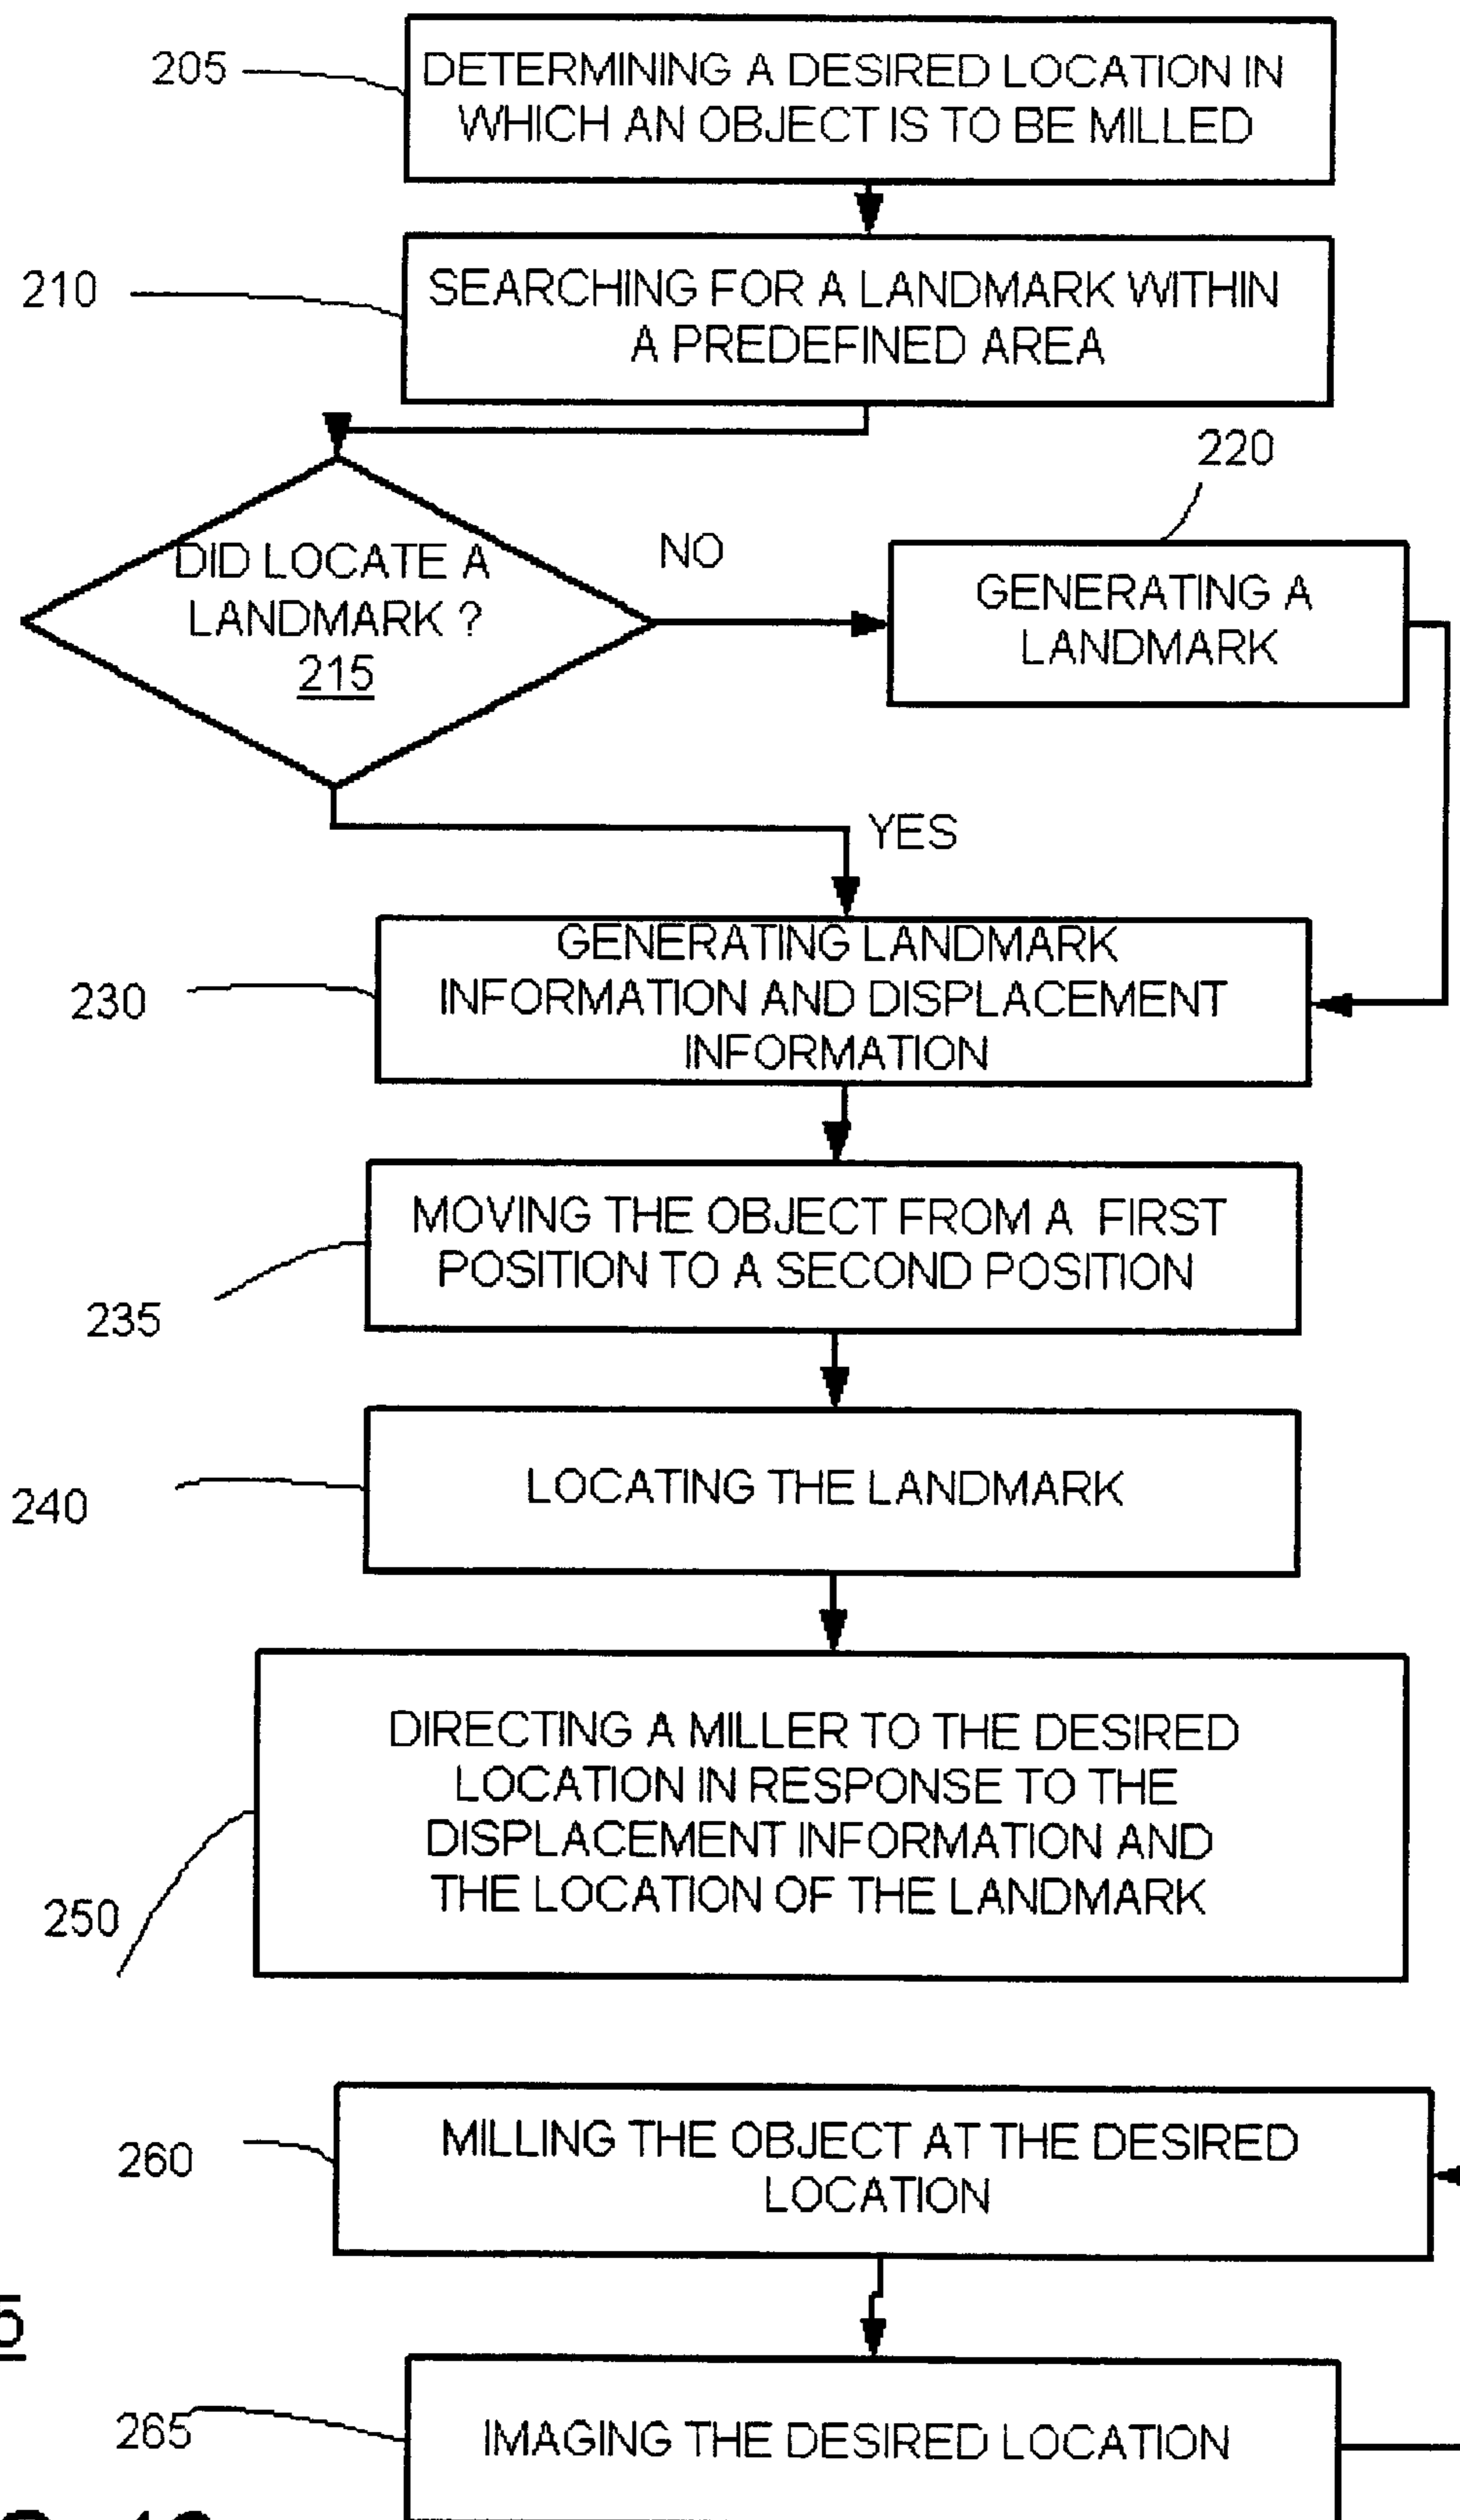 205
DETERMINING A DESIRED LOCATION IN
WHICH AN OBJECT IS TO BE MILLED
210
SEARCHING FOR A LANDMARK WITHIN
A PREDEFINED AREA
220
DID LOCATE A
LANDMARK ?
215
NO
GENERATING A
LANDMARK
YES
230
GENERATING LANDMARK
INFORMATION AND DISPLACEMENT
INFORMATION
235
MOVING THE OBJECT FROM A FIRST
POSITION TO A SECOND POSITION
240
LOCATING THE LANDMARK
250
DIRECTING A MILLER TO THE DESIRED
LOCATION IN RESPONSE TO THE
DISPLACEMENT INFORMATION AND
THE LOCATION OF THE LANDMARK
260
MILLING THE OBJECT AT THE DESIRED
LOCATION
265
IMAGING THE DESIRED LOCATION